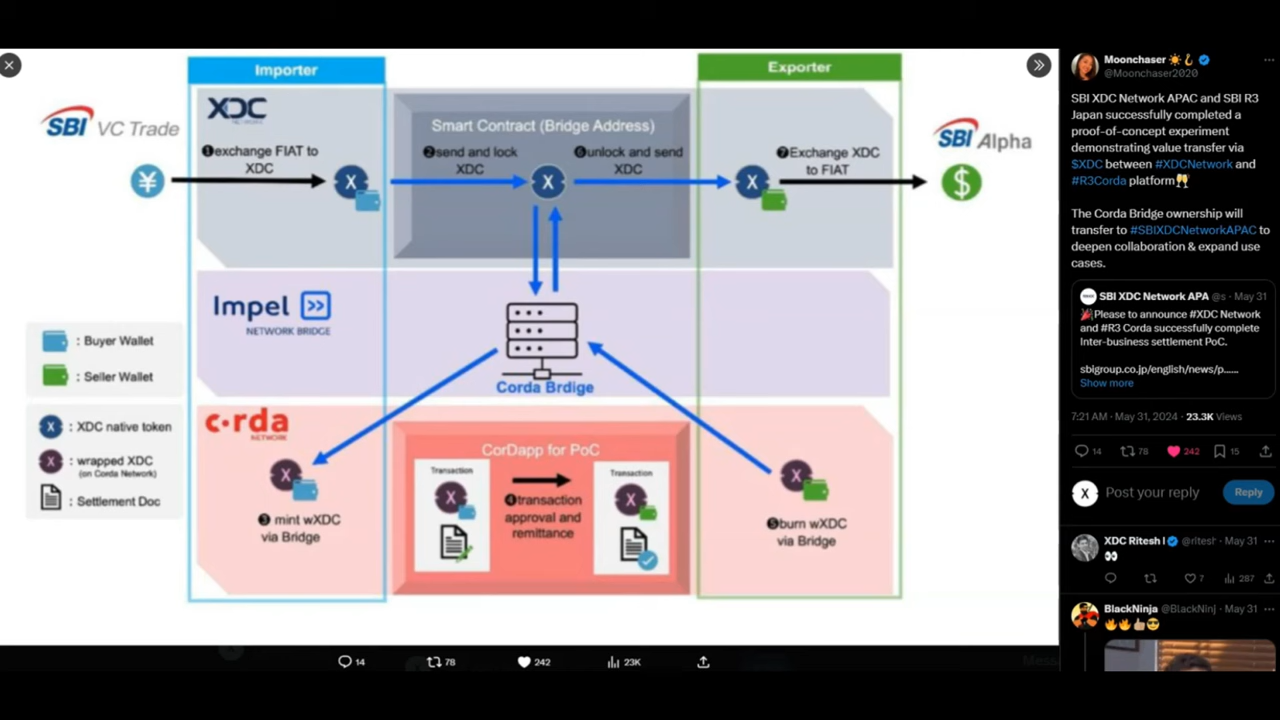 Importer
Exporter
SBI VC Trade
XDC
NETWORK
Smart Contract (Bridge Address)
SBI Alpha
❶exchange FIAT to
XDC
❷send and lock
XDC
❻unlock and send
XDC
❼Exchange XDC
to FIAT
¥
X
X
X
$
Impel
NETWORK BRIDGE
Corda Brdige
: Buyer Wallet
: Seller Wallet
X : XDC native token
X : wrapped XDC
(on Corda Network)
: Settlement Doc
c·rda
NETWORK
CorDapp for PoC
Transaction
Transaction
X
X
X
X
❹transaction
approval and
remittance
❸ mint wXDC
via Bridge
❺burn wXDC
via Bridge
14
78
242
23K
Moonchaser
@Moonchaser2020
SBI XDC Network APAC and SBI R3
Japan successfully completed a
proof-of-concept experiment
demonstrating value transfer via
$XDC between #XDCNetwork and
#R3Corda platform🥂
The Corda Bridge ownership will
transfer to #SBIXDCNetworkAPAC to
deepen collaboration & expand use
cases.
SBI XDC Network APA @s · May 31
🎉Please to announce #XDC Network
and #R3 Corda successfully complete
Inter-business settlement PoC.
sbigroup.co.jp/english/news/p......
Show more
7:21 AM · May 31, 2024 · 23.3K Views
14
78
242
15
X
Post your reply
Reply
XDC Ritesh @ritesh · May 31
👀
7
287
BlackNinja @BlackNinj · May 31
🔥🔥👍😎